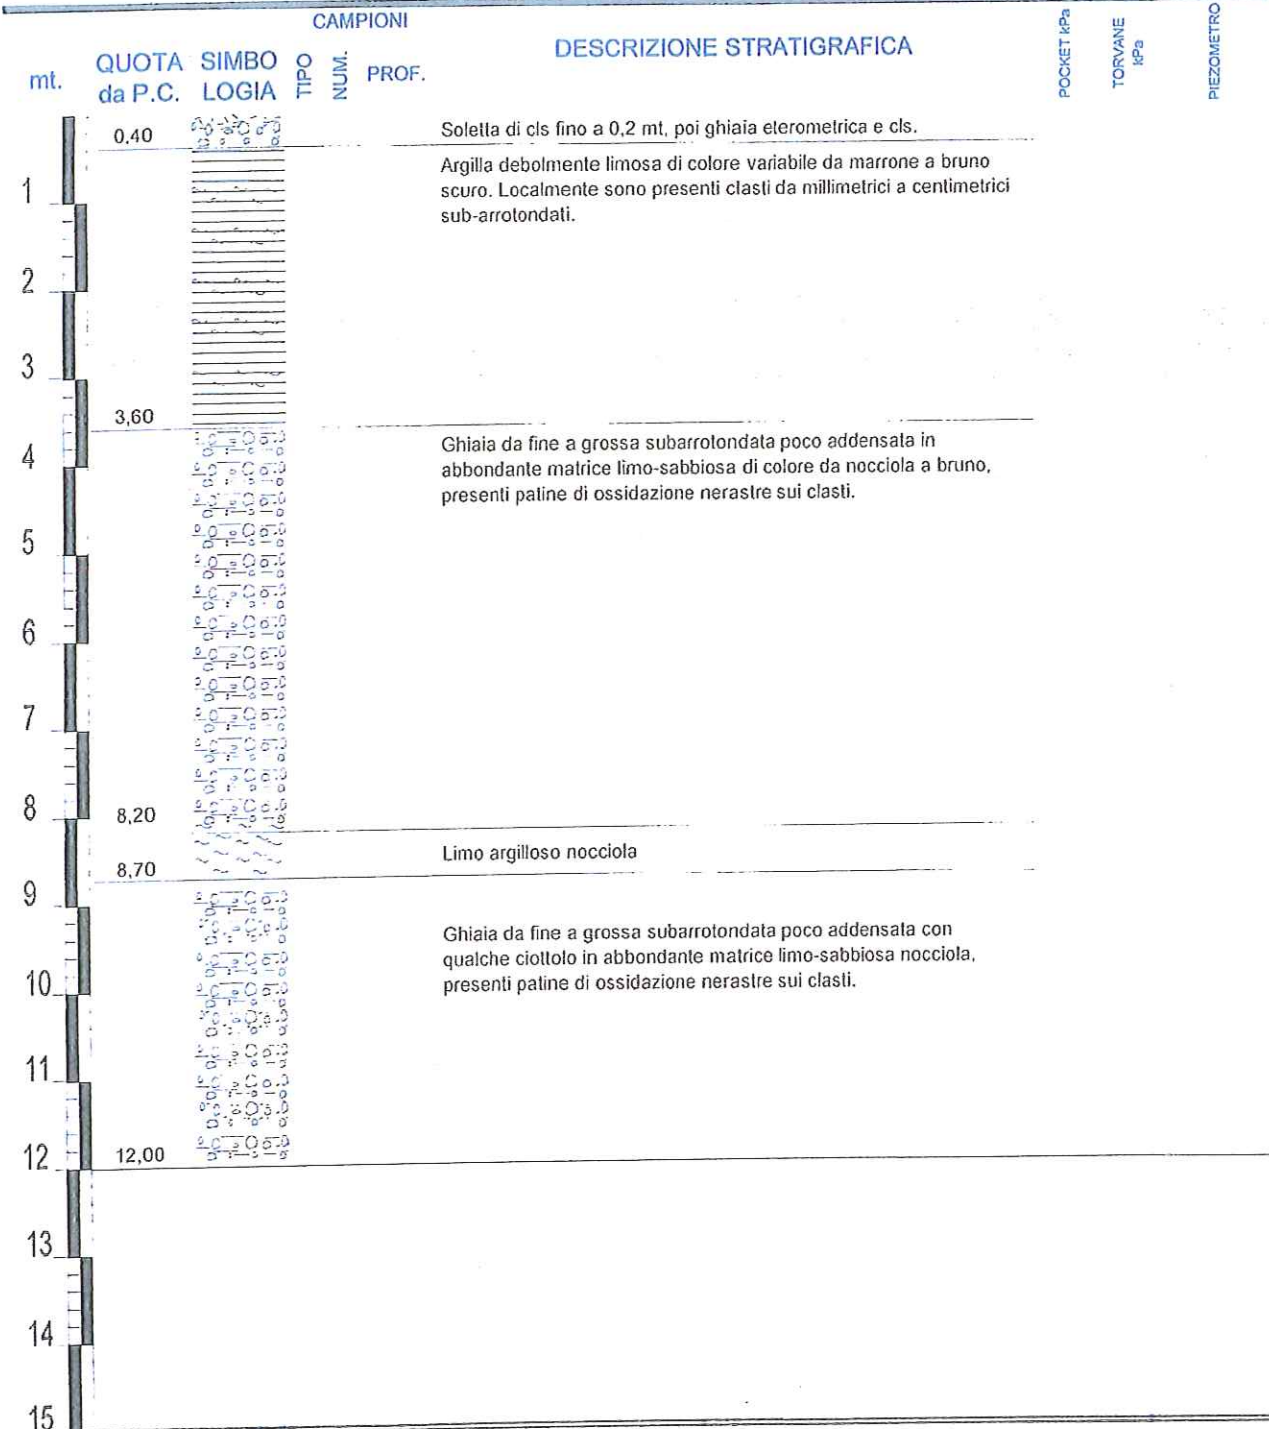 CAMPIONI
mt.
QUOTA
da P.C.
SIMBO
LOGIA
TIPO
NUM.
PROF.
DESCRIZIONE STRATIGRAFICA
POCKET kPa
TORVANE
kPa
PIEZOMETRO
0,40
Soletta di cls fino a 0,2 mt, poi ghiaia eterometrica e cls.
Argilla debolmente limosa di colore variabile da marrone a bruno
scuro. Localmente sono presenti clasti da millimetrici a centimetrici
sub-arrotondati.
1
2
3
3,60
Ghiaia da fine a grossa subarrotondata poco addensata in
abbondante matrice limo-sabbiosa di colore da nocciola a bruno,
presenti patine di ossidazione nerastre sui clasti.
4
5
6
7
8
8,20
Limo argilloso nocciola
8,70
9
Ghiaia da fine a grossa subarrotondata poco addensata con
qualche ciottolo in abbondante matrice limo-sabbiosa nocciola,
presenti patine di ossidazione nerastre sui clasti.
10
11
12
12,00
13
14
15